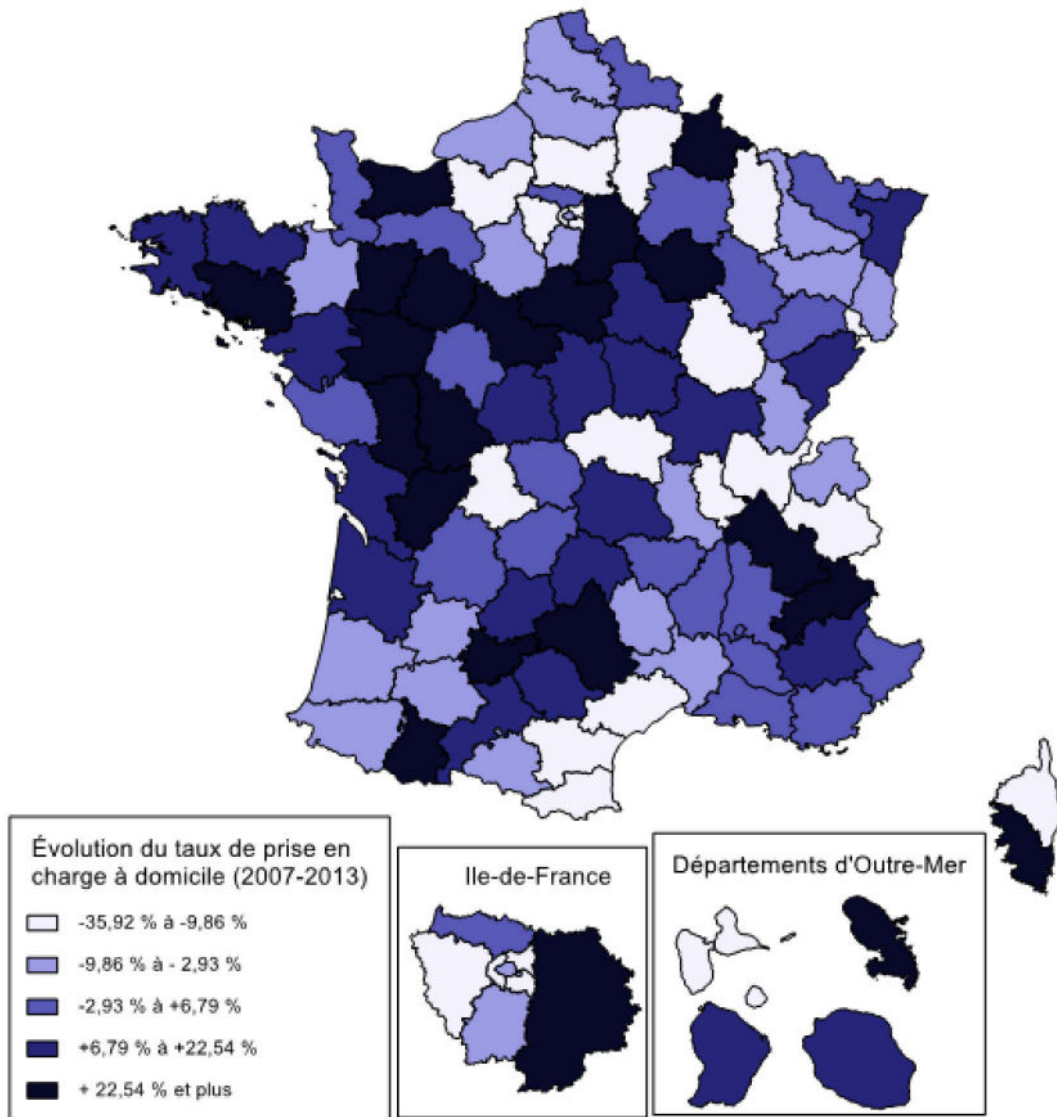 Évolution du taux de prise en
charge à domicile (2007-2013)
-35,92 % à -9,86 %
-9,86 % à - 2,93 %
-2,93 % à +6,79 %
+6,79 % à +22,54 %
+ 22,54 % et plus
Ile-de-France
Départements d'Outre-Mer